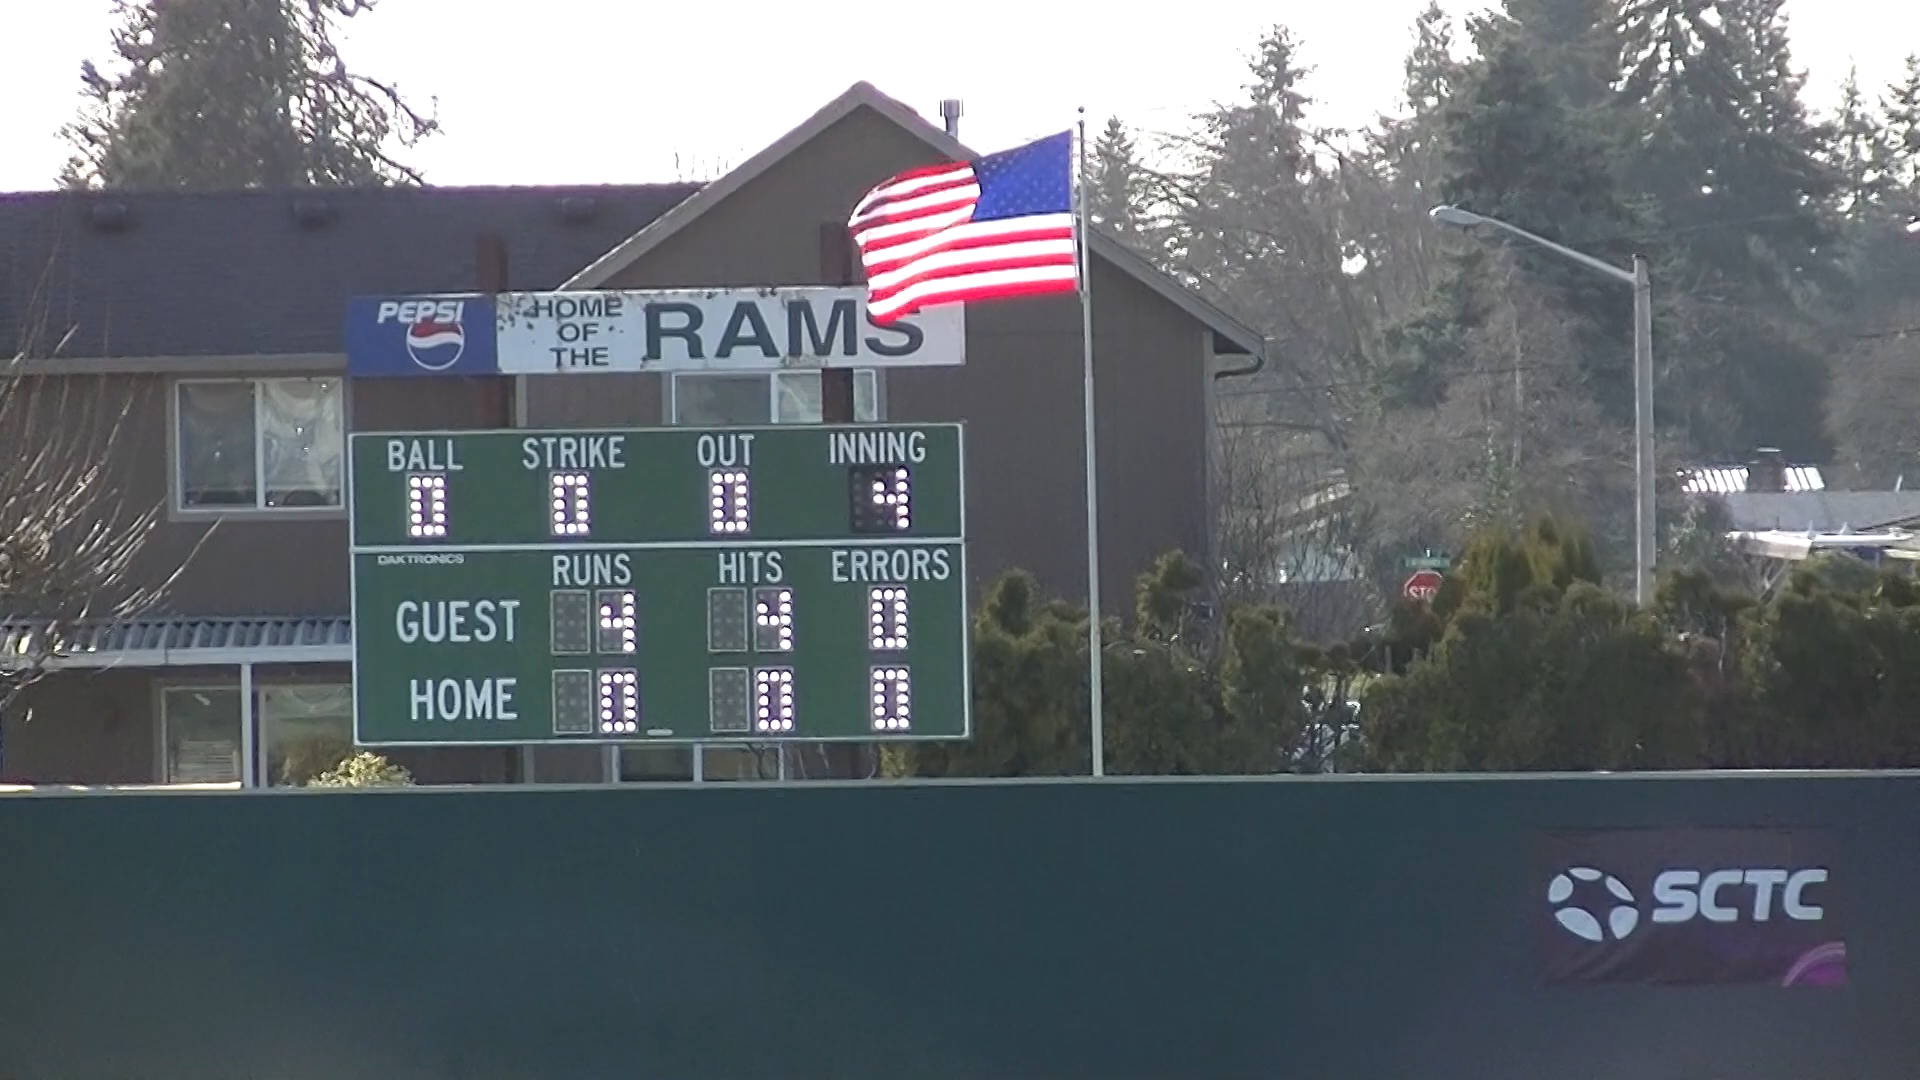 PEPSI
HOME
OF
THE
RAMS
BALL STRIKE OUT INNING
0 0 0 4
DAKTRONICS
RUNS HITS ERRORS
GUEST 4 4 0
HOME 0 0 0
SCTC